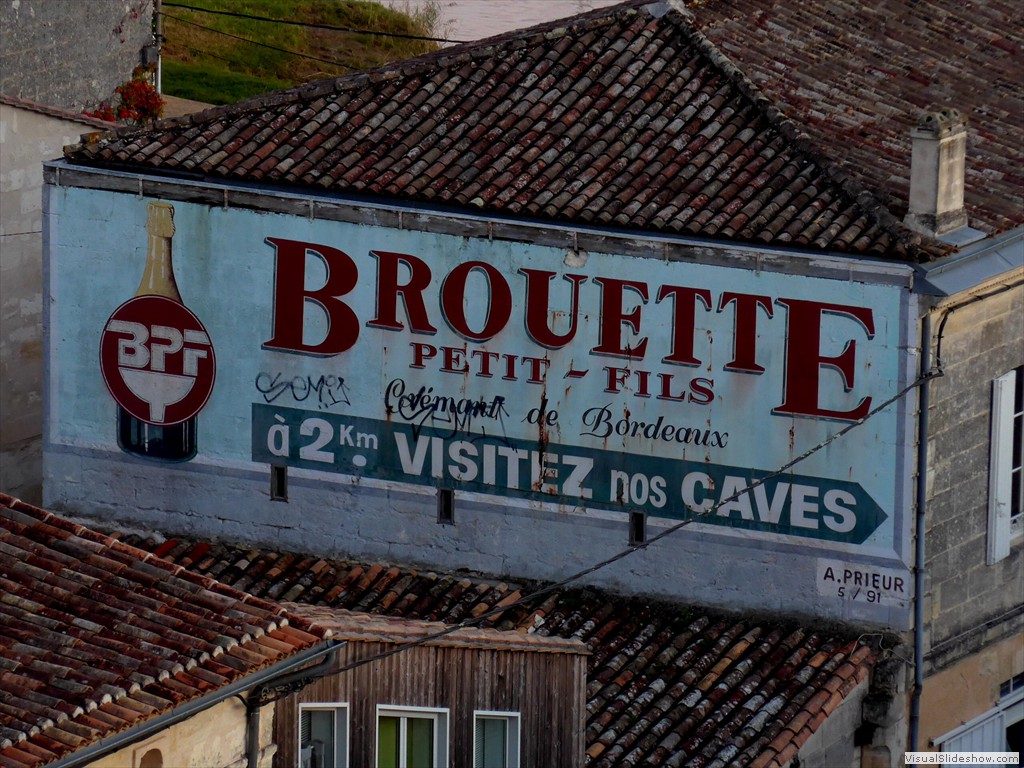 BROUETTE
PETIT-FILS
BPF
Crémant de Bordeaux
à 2 Km. VISITEZ nos CAVES
A. PRIEUR
5/91
VisualSlideshow.com